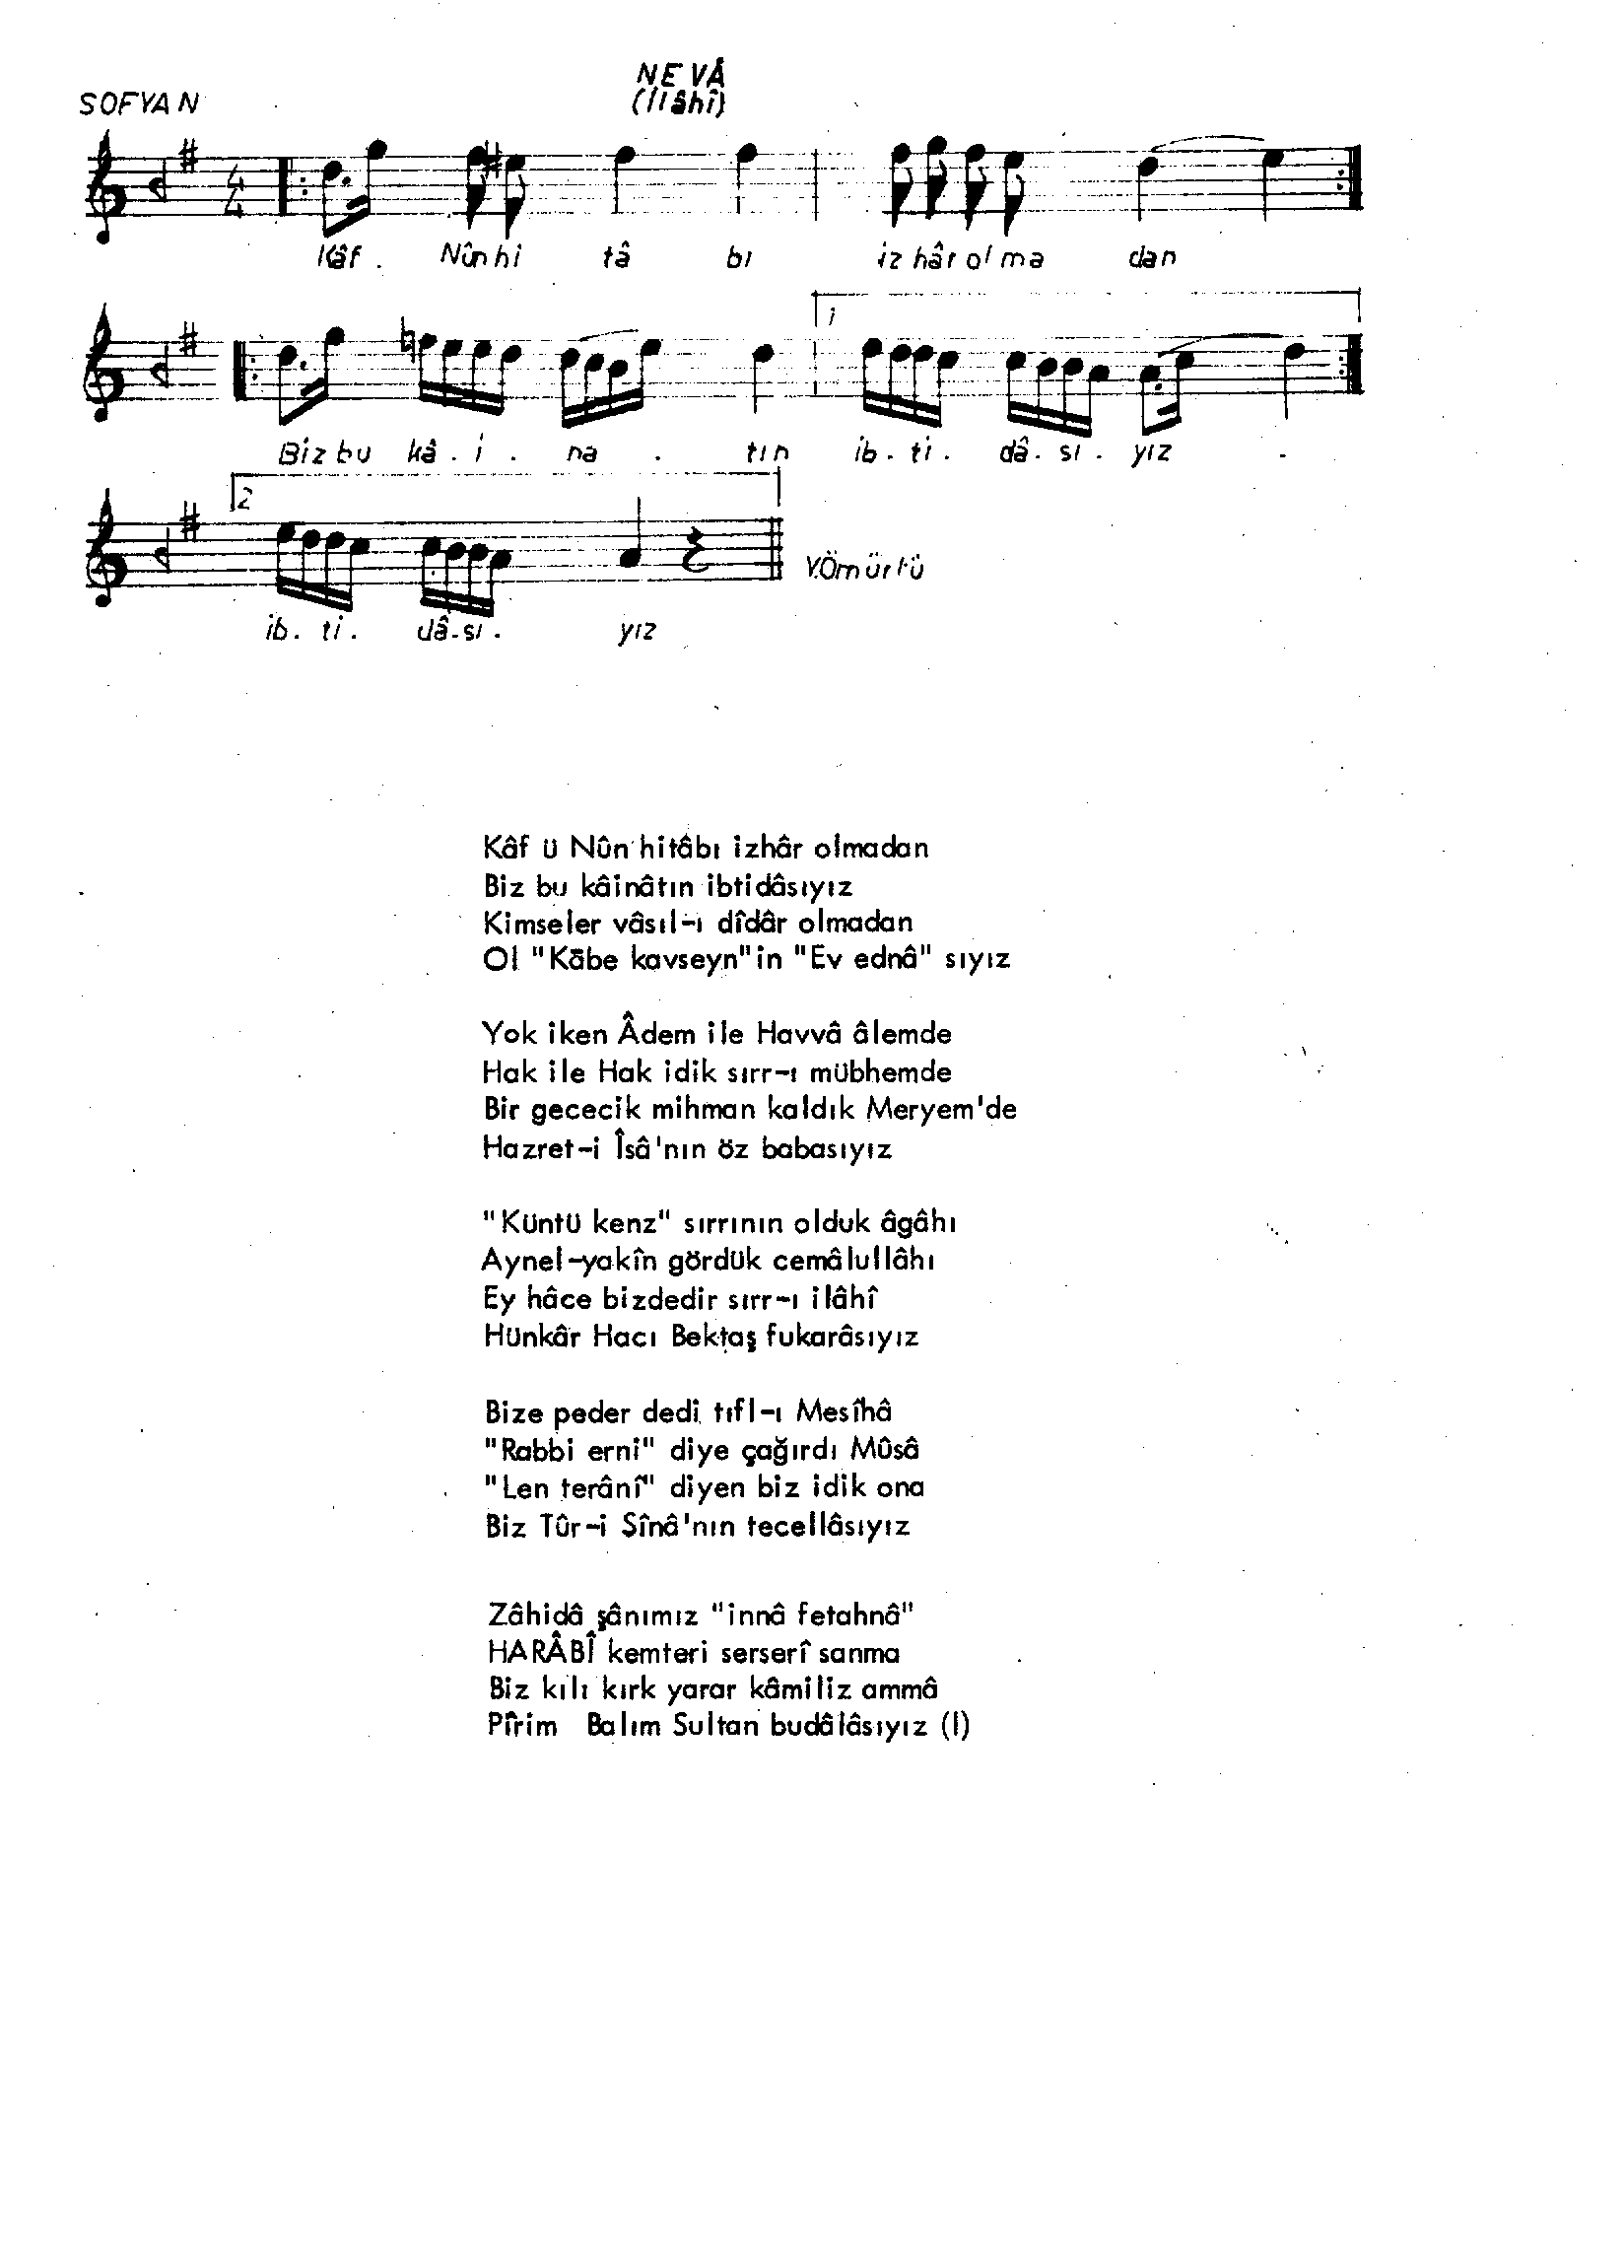 NEVÂ
SOFYAN
(İlâhî)
4
4
Kâf . Nûn hi tâ bı iz hâr ol ma dan
1
Biz bu kâ . i . na . tın ib . ti . dâ . sı . yız .
2
Y.Ömürlü
ib . ti . dâ . sı . yız
Kâf ü Nûn hitâbı izhâr olmadan
Biz bu kâinâtın ibtidâsıyız
Kimseler vâsıl-ı dîdâr olmadan
Ol "Kābe kavseyn"in "Ev ednâ" sıyız
Yok iken Âdem ile Havvâ âlemde
Hak ile Hak idik sırr-ı mübhemde
Bir gececik mihman kaldık Meryem'de
Hazret-i Îsâ'nın öz babasıyız
"Küntü kenz" sırrının olduk âgâhı
Aynel-yakîn gördük cemâlullâhı
Ey hâce bizdedir sırr-ı ilâhî
Hünkâr Hacı Bektaş fukarâsıyız
Bize peder dedi tıfl-ı Mesîhâ
"Rabbi erni" diye çağırdı Mûsâ
"Len terânî" diyen biz idik ona
Biz Tûr-i Sînâ'nın tecellâsıyız
Zâhidâ şânımız "innâ fetahnâ"
HARÂBÎ kemteri serserî sanma
Biz kılı kırk yarar kâmiliz ammâ
Pîrim Balım Sultan budâlâsıyız (l)